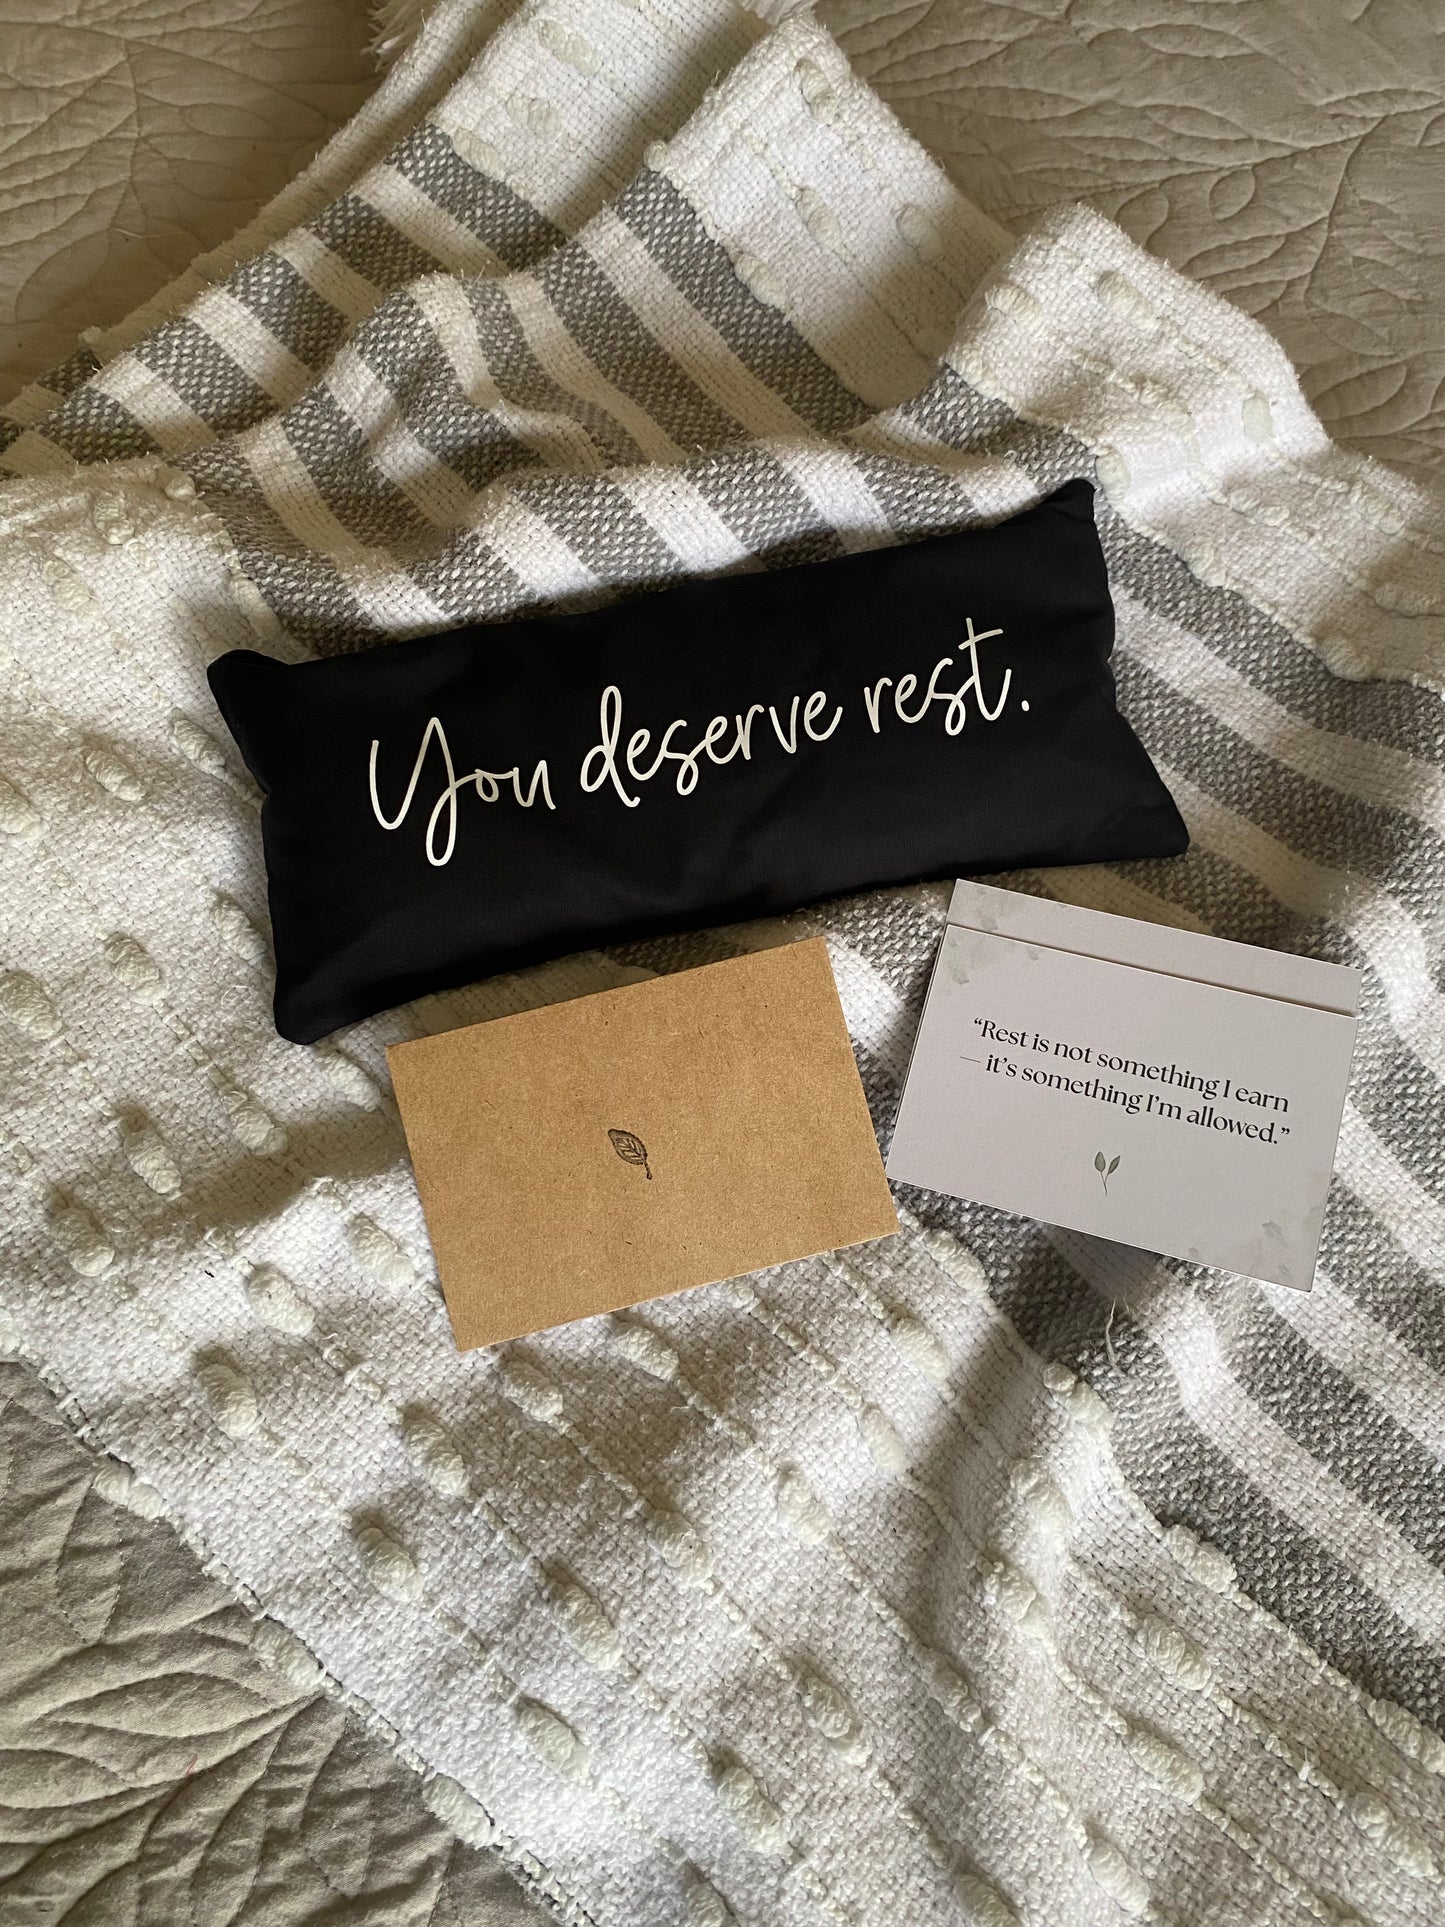 You deserve rest.
“Rest is not something I earn
— it’s something I’m allowed.”